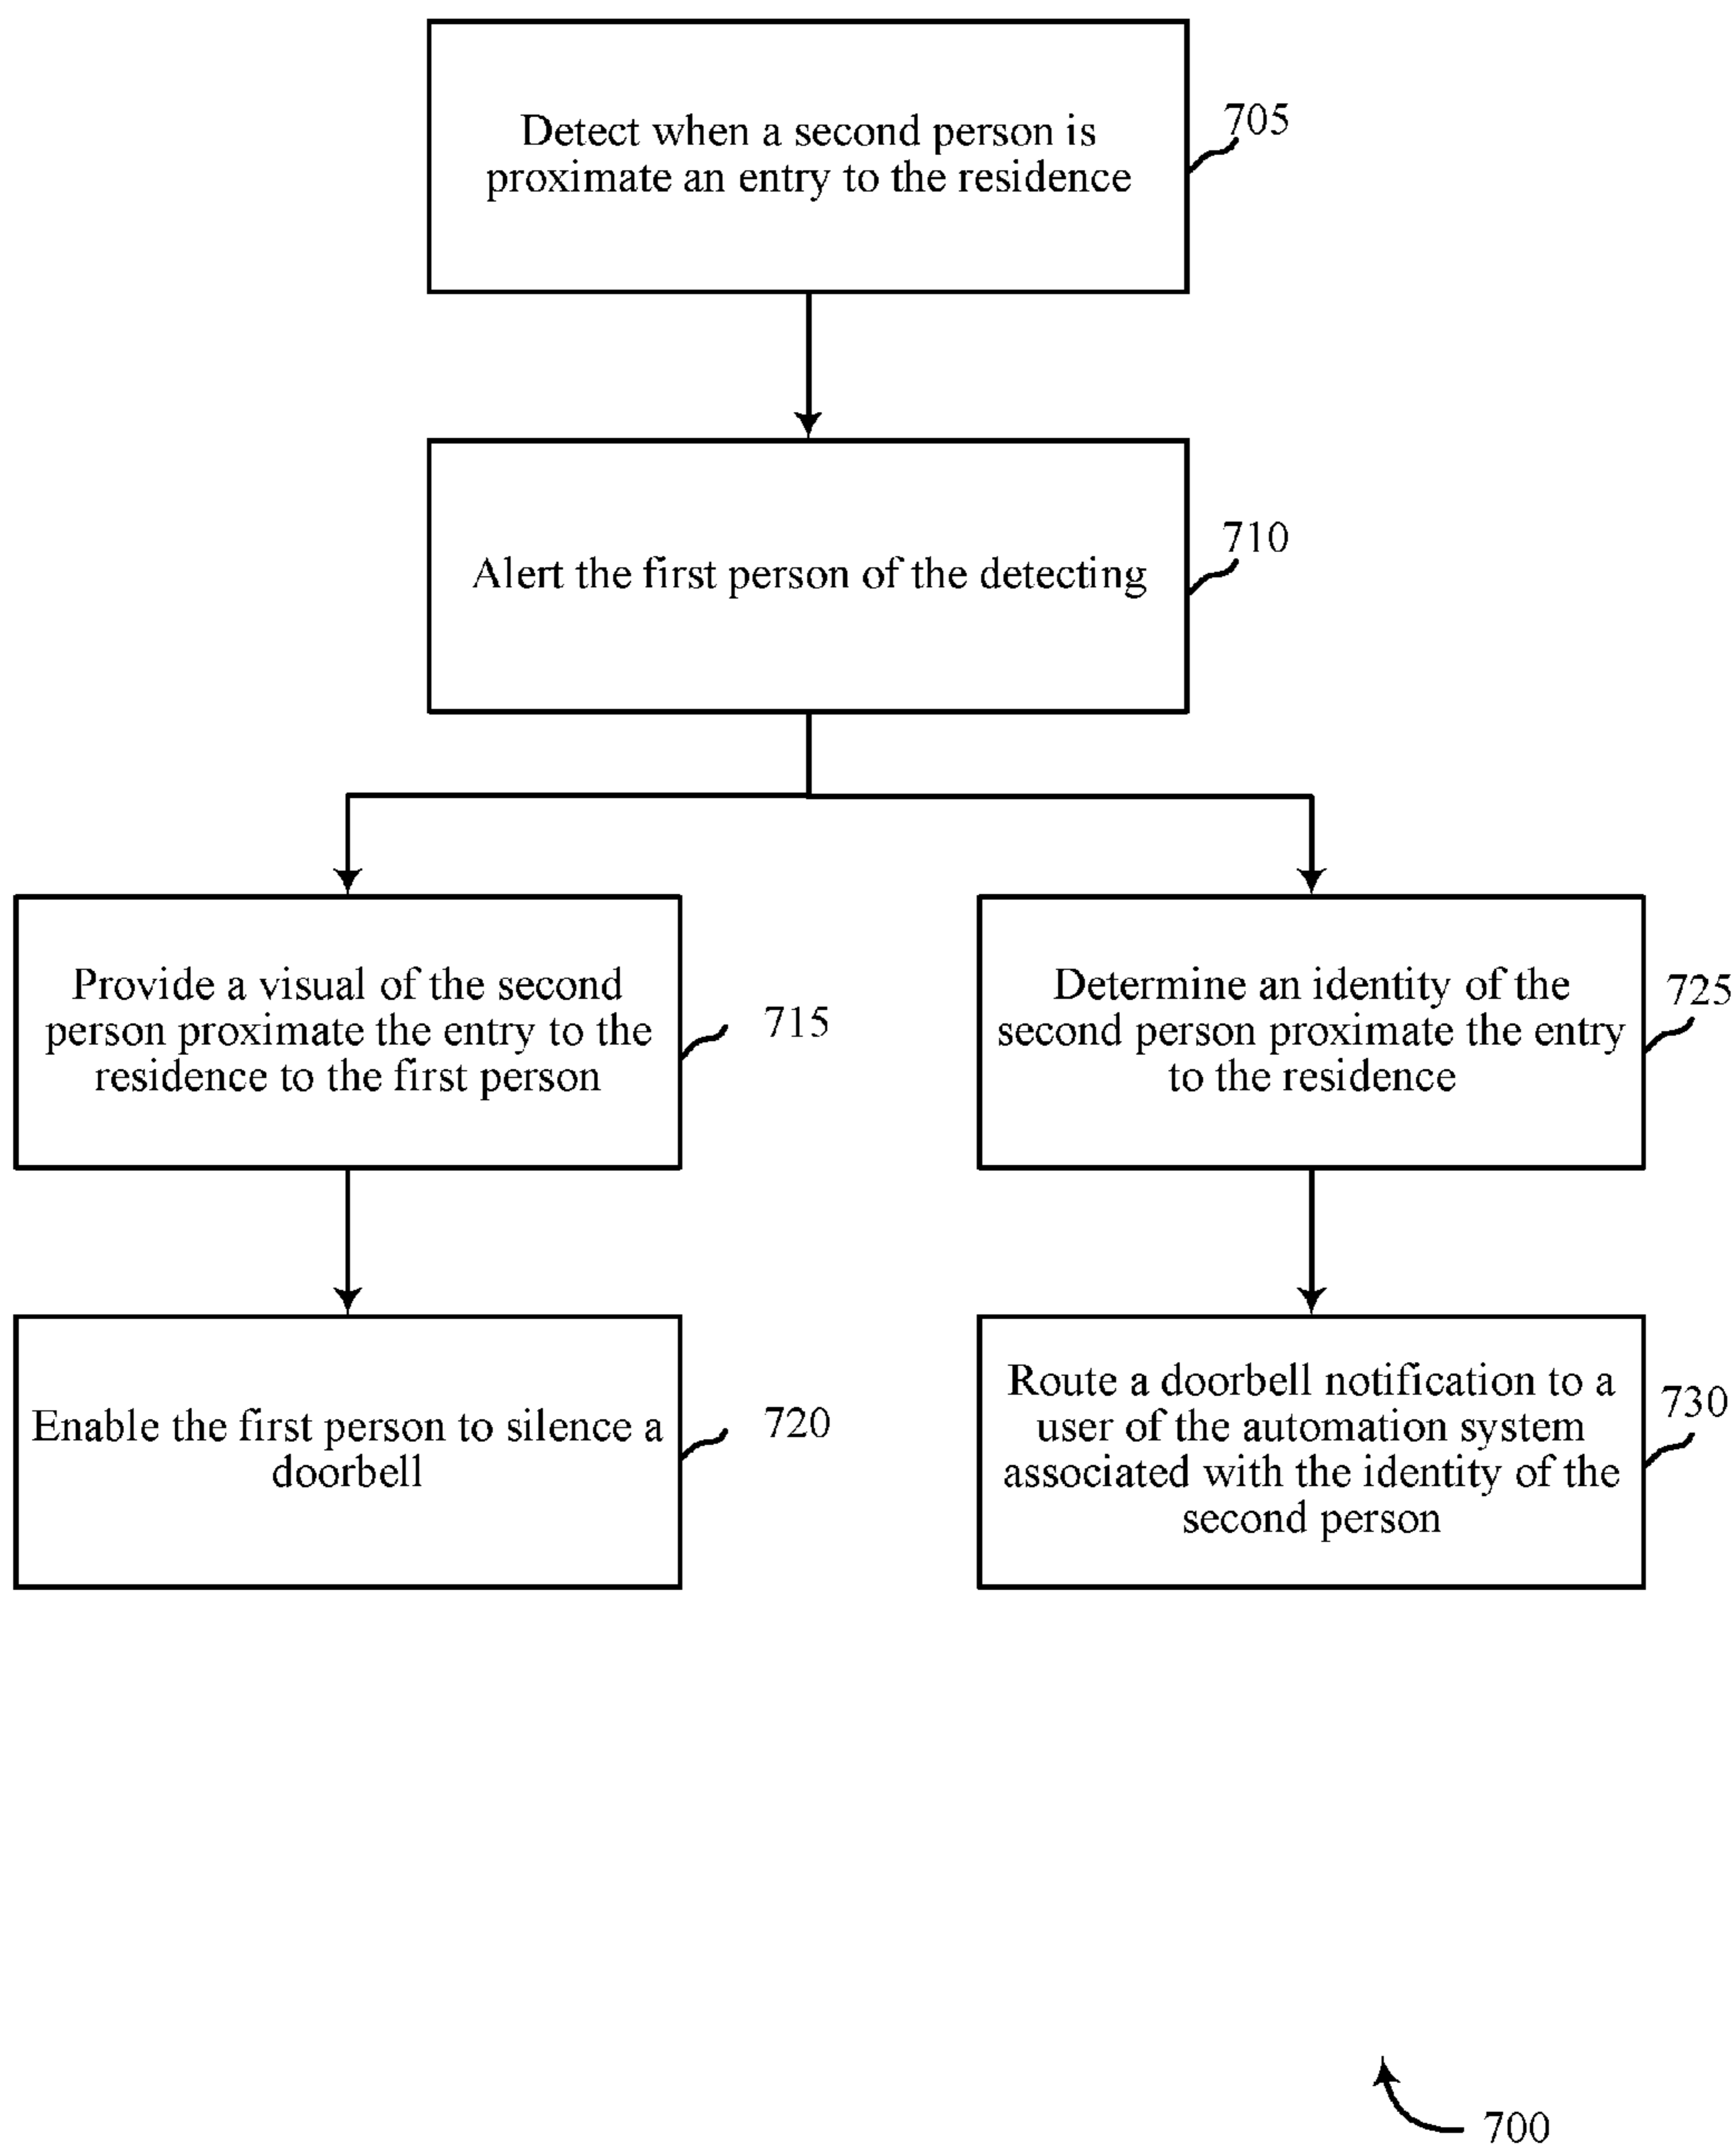 Detect when a second person is
proximate an entry to the residence
705
Alert the first person of the detecting
710
Provide a visual of the second
person proximate the entry to the
residence to the first person
715
Determine an identity of the
second person proximate the entry
to the residence
725
Enable the first person to silence a
doorbell
720
Route a doorbell notification to a
user of the automation system
associated with the identity of the
second person
730
700